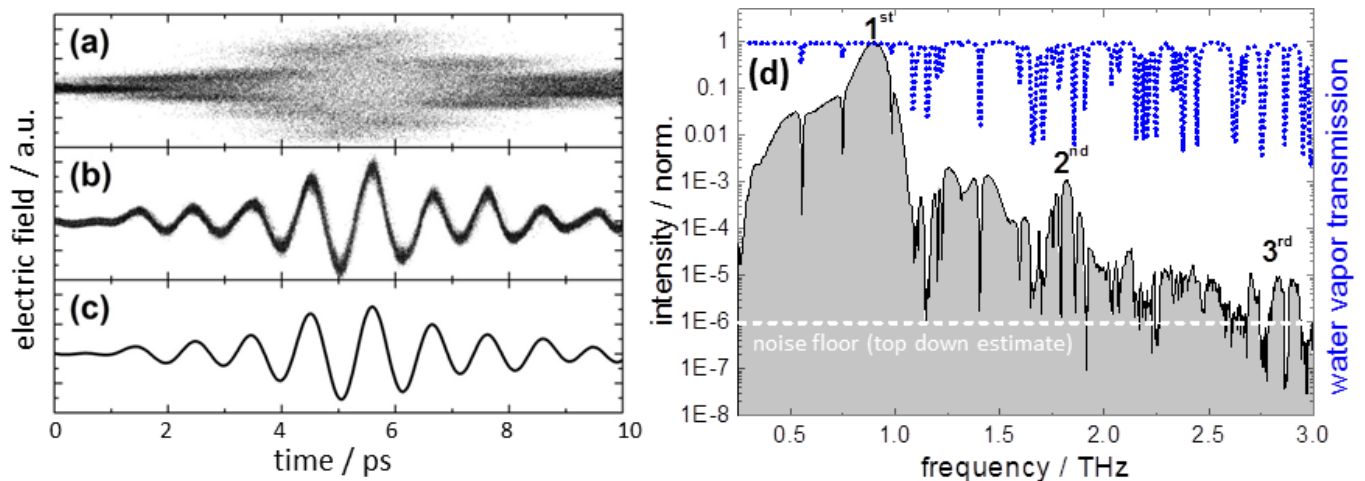 electric field / a.u.
(a)
(b)
(c)
0 2 4 6 8 10
time / ps
intensity / norm.
1
0.1
0.01
1E-3
1E-4
1E-5
1E-6
1E-7
1E-8
(d)
1st
2nd
3rd
noise floor (top down estimate)
0.5 1.0 1.5 2.0 2.5 3.0
frequency / THz
water vapor transmission